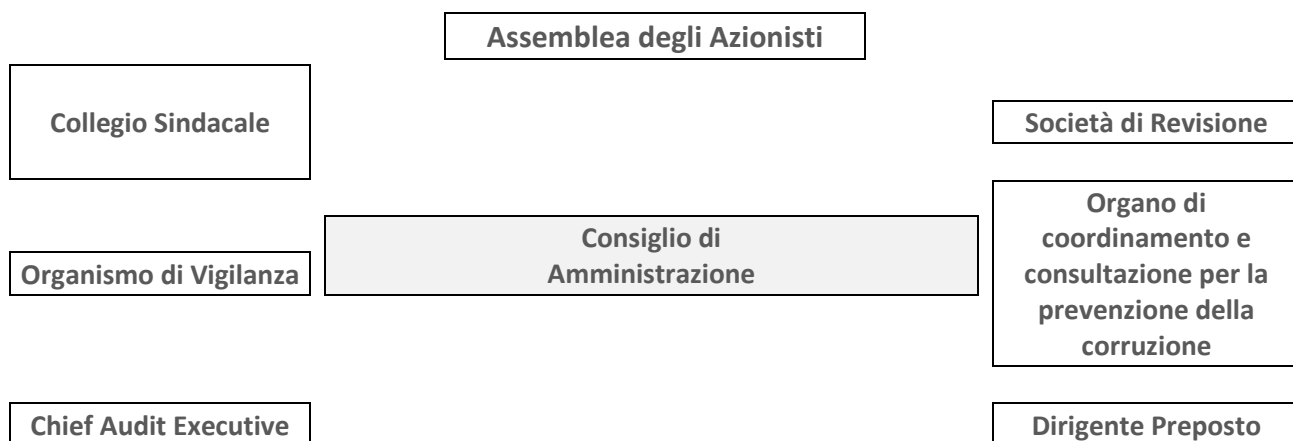 Assemblea degli Azionisti
Collegio Sindacale
Società di Revisione
Organismo di Vigilanza
Consiglio di
Amministrazione
Organo di
coordinamento e
consultazione per la
prevenzione della
corruzione
Chief Audit Executive
Dirigente Preposto